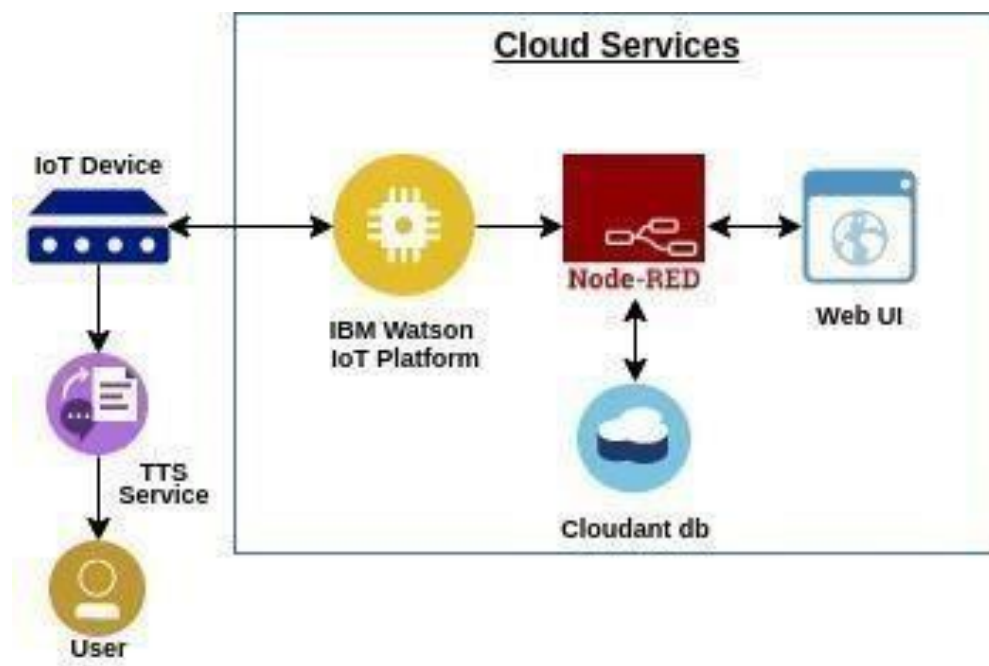 Cloud Services
IoT Device
Node-RED
IBM Watson
IoT Platform
Web UI
TTS
Service
Cloudant db
User